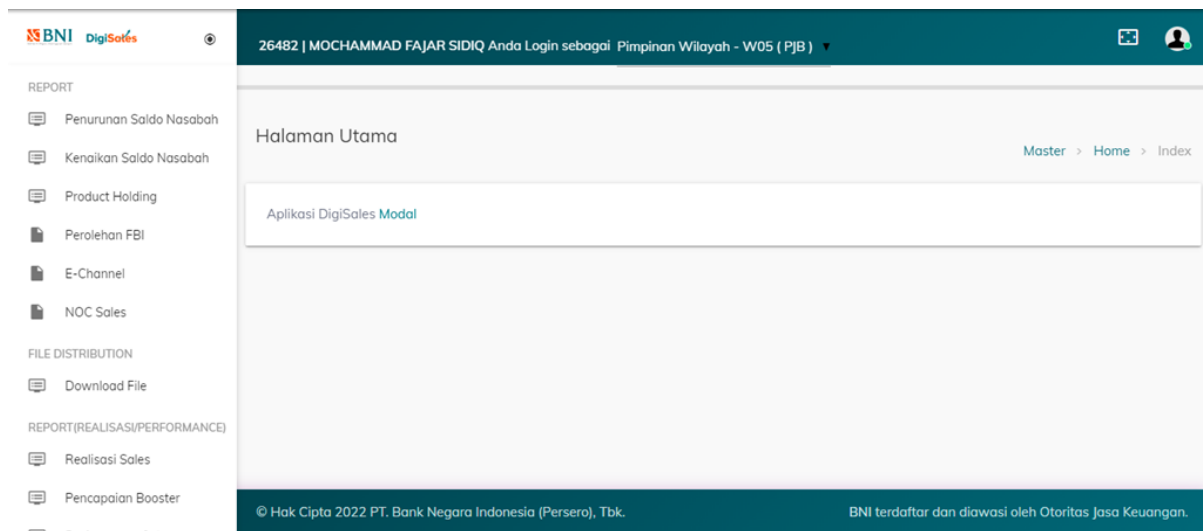 BNI DigiSales
26482 | MOCHAMMAD FAJAR SIDIQ Anda Login sebagai Pimpinan Wilayah - W05 ( PJB )
REPORT
Penurunan Saldo Nasabah
Kenaikan Saldo Nasabah
Product Holding
Perolehan FBI
E-Channel
NOC Sales
FILE DISTRIBUTION
Download File
REPORT(REALISASI/PERFORMANCE)
Realisasi Sales
Pencapaian Booster
Halaman Utama
Master > Home > Index
Aplikasi DigiSales Modal
© Hak Cipta 2022 PT. Bank Negara Indonesia (Persero), Tbk.
BNI terdaftar dan diawasi oleh Otoritas Jasa Keuangan.